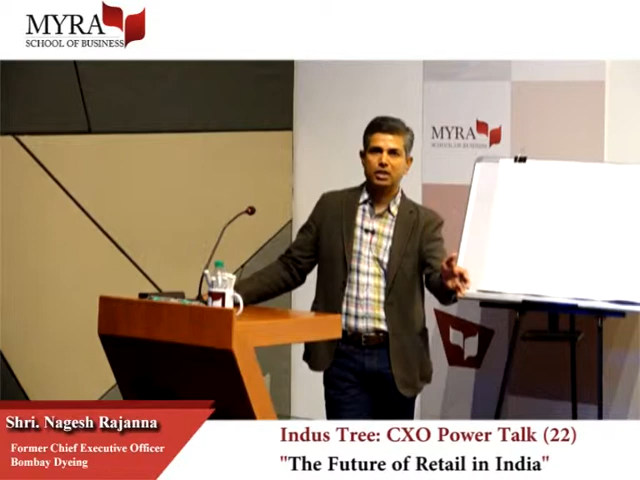 MYRA
SCHOOL OF BUSINESS
MYRA
SCHOOL OF BUSINESS
Shri. Nagesh Rajanna
Former Chief Executive Officer
Bombay Dyeing
Indus Tree: CXO Power Talk (22)
"The Future of Retail in India"